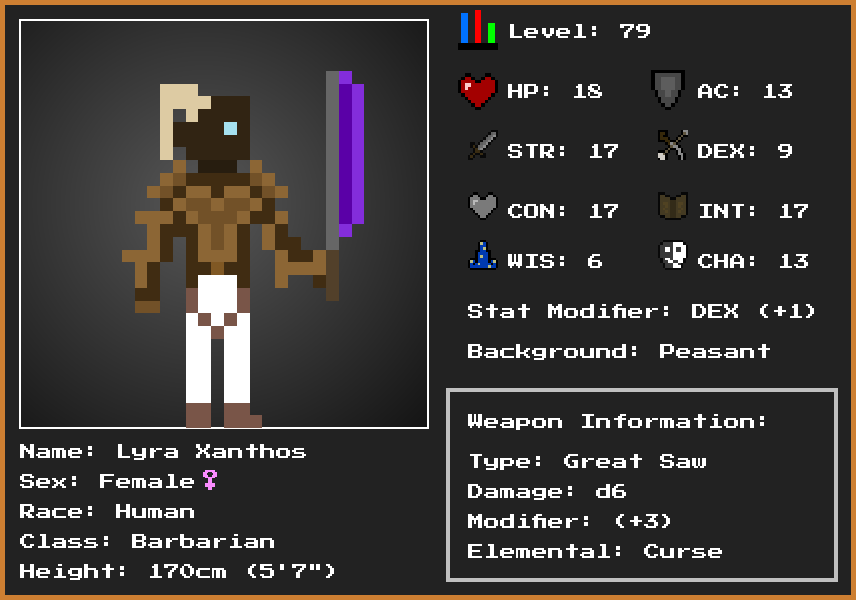 Level: 79
HP: 18
AC: 13
STR: 17
DEX: 9
CON: 17
INT: 17
WIS: 6
CHA: 13
Stat Modifier: DEX (+1)
Background: Peasant
Weapon Information:
Type: Great Saw
Damage: d6
Modifier: (+3)
Elemental: Curse
Name: Lyra Xanthos
Sex: Female♀
Race: Human
Class: Barbarian
Height: 170cm (5'7")